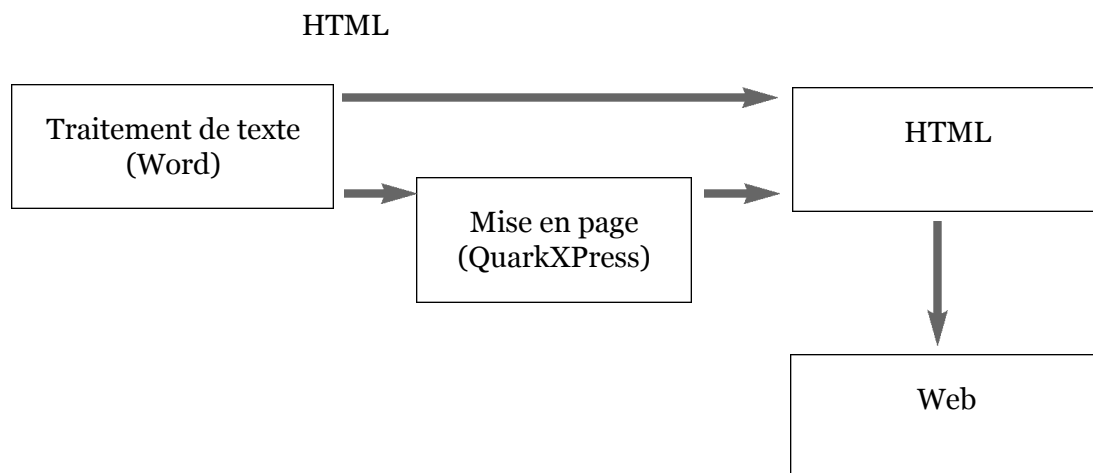 HTML
Traitement de texte
(Word)
HTML
Mise en page
(QuarkXPress)
Web